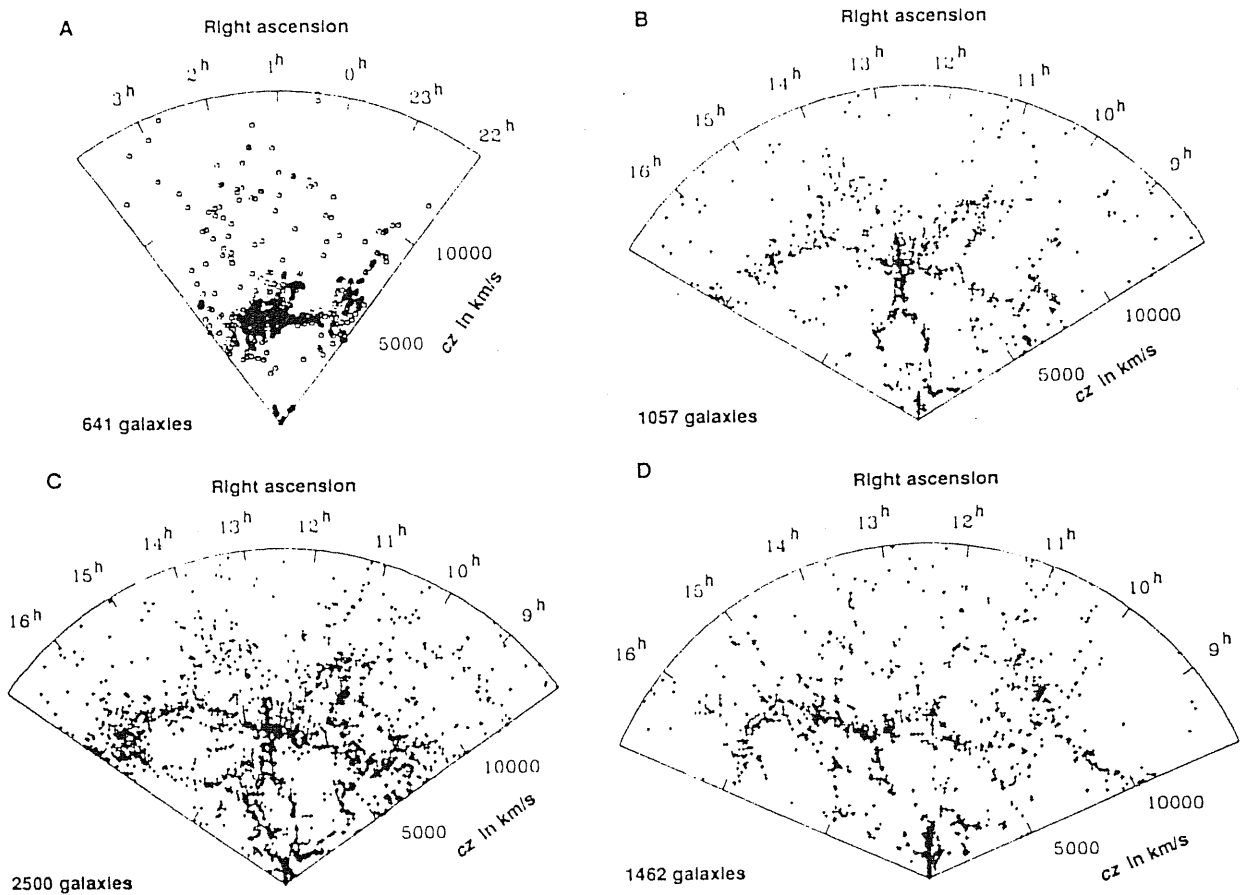 A
Right ascension
3h 2h 1h 0h 23 22h
10000
5000
cz in km/s
641 galaxies
B
Right ascension
16h 15h 14h 13h 12h 11h 10h 9h
10000
5000
cz in km/s
1057 galaxies
C
Right ascension
16h 15h 14h 13h 12h 11h 10h 9h
10000
5000
cz in km/s
2500 galaxies
D
Right ascension
16h 15h 14h 13h 12h 11h 10h 9h
10000
5000
cz in km/s
1462 galaxies